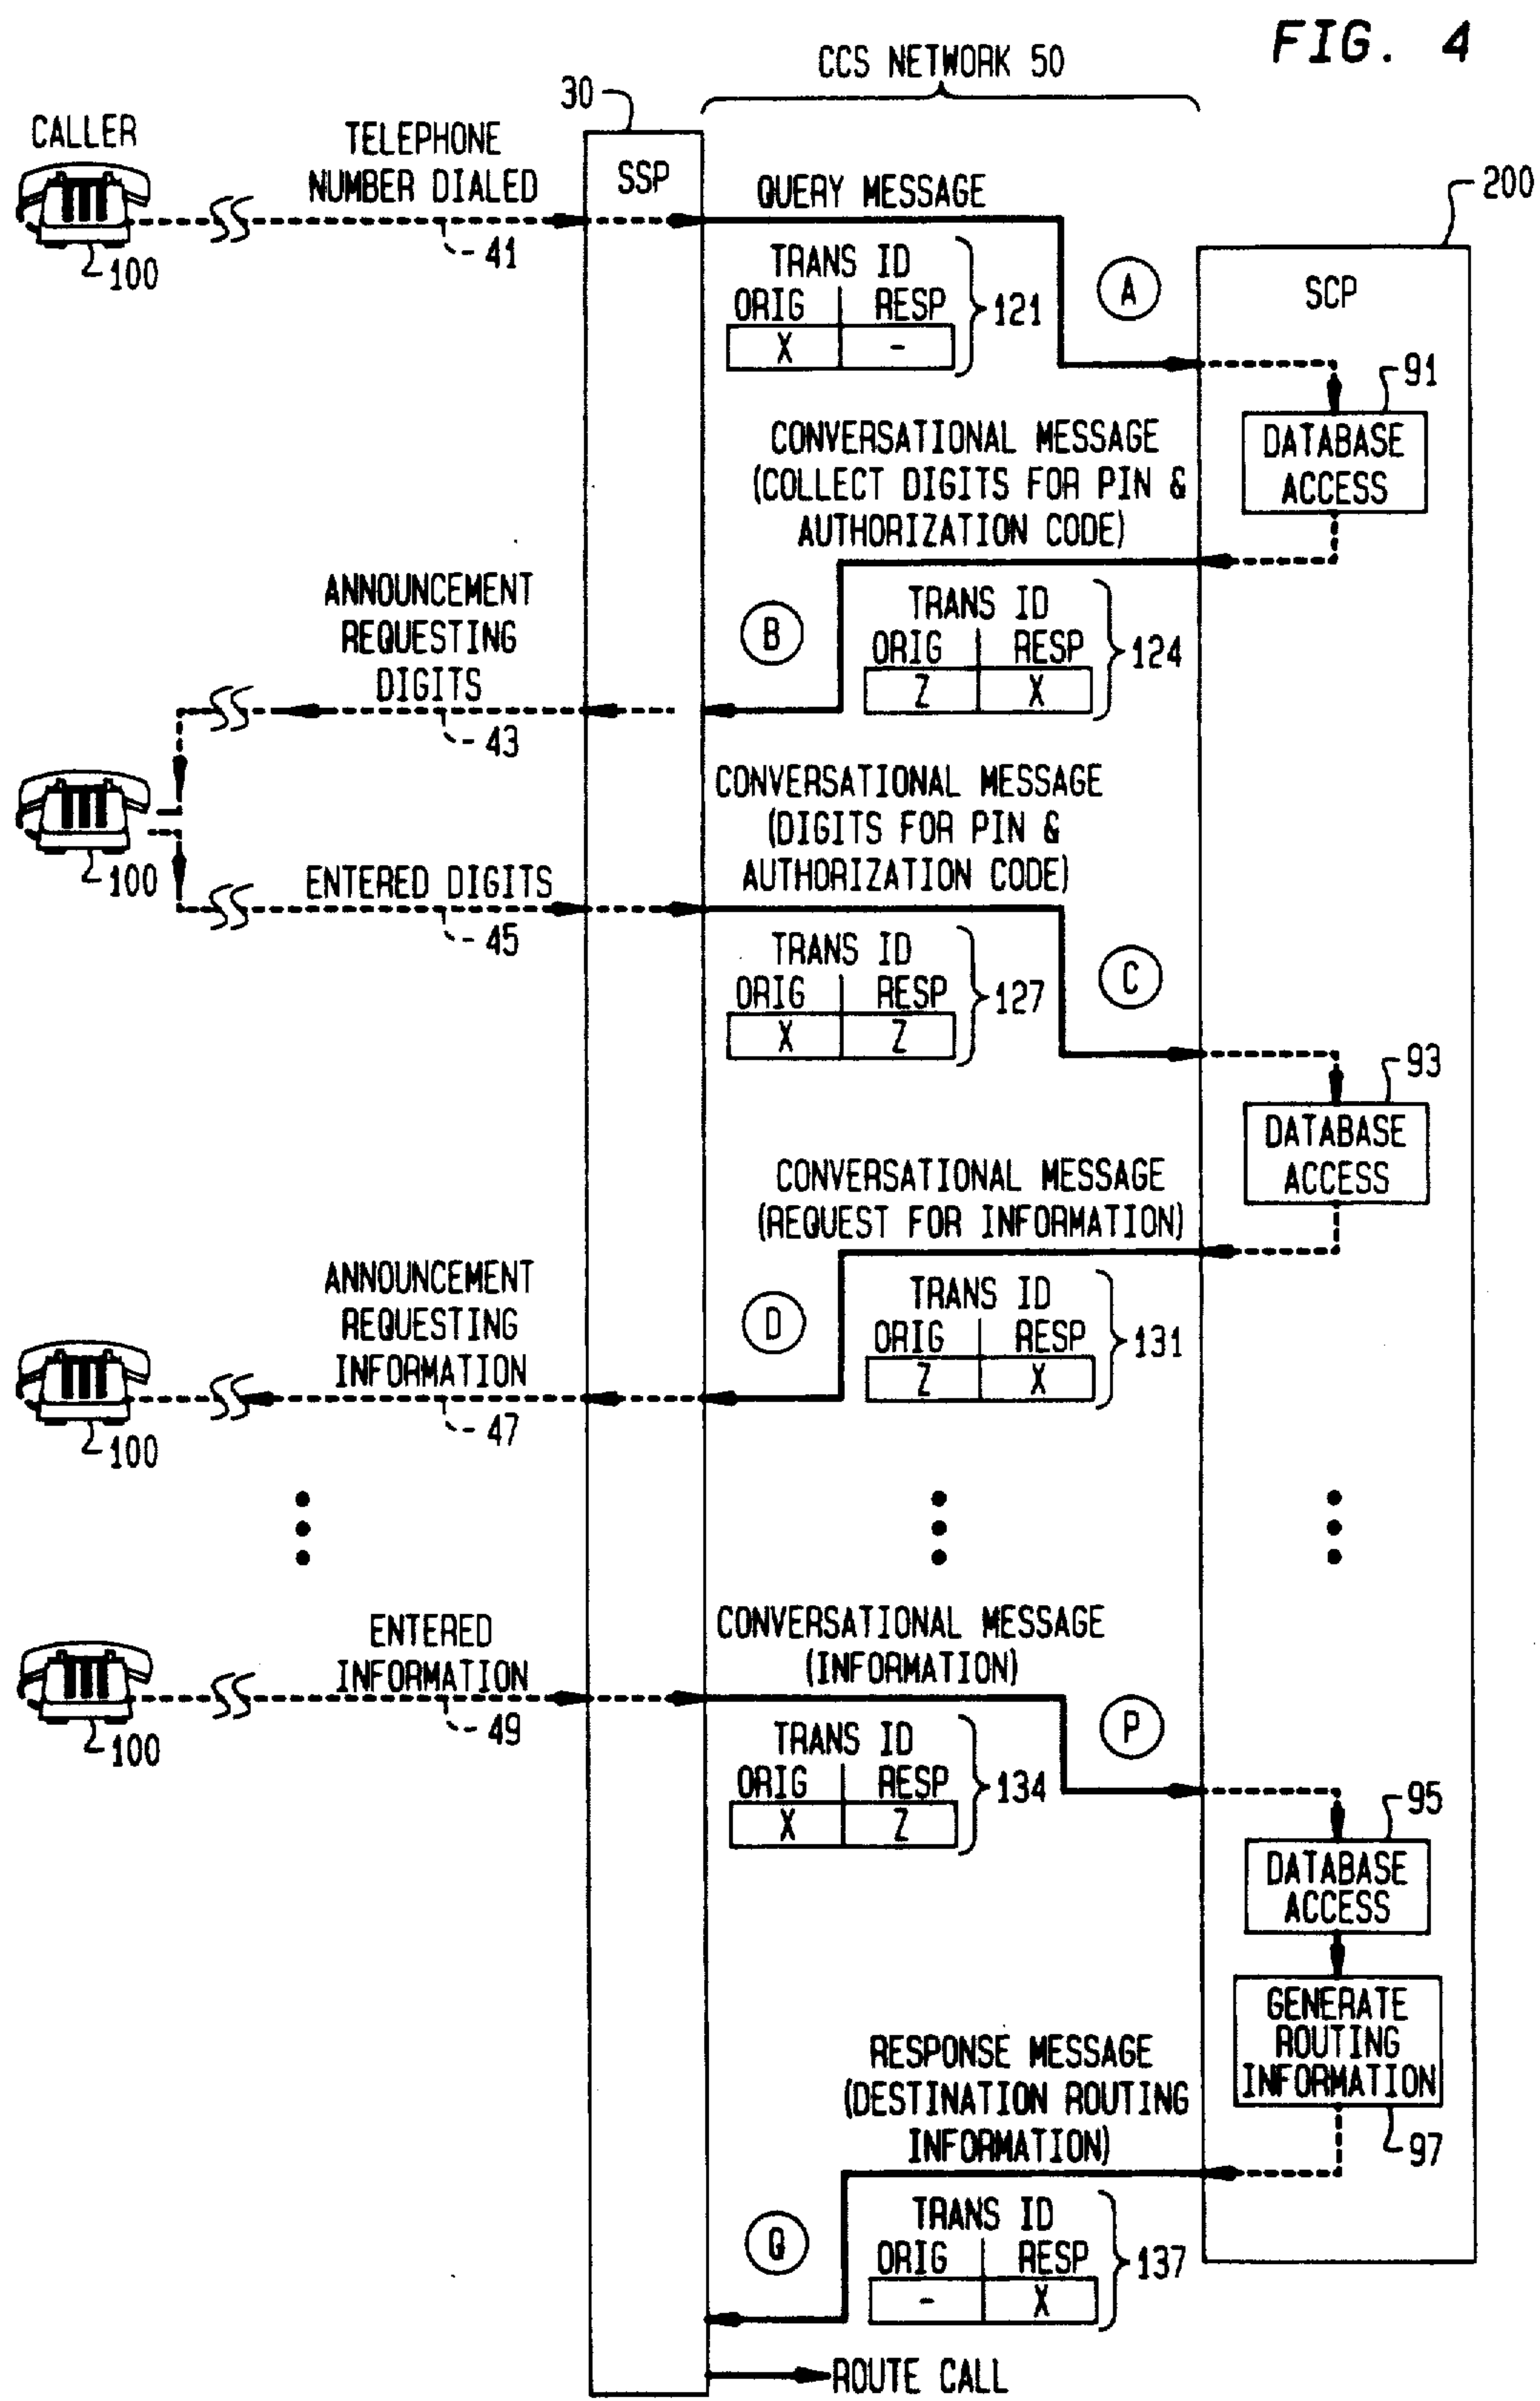 FIG. 4
CCS NETWORK 50
30
CALLER
TELEPHONE
NUMBER DIALED
SSP
QUERY MESSAGE
200
41
100
TRANS ID
ORIG RESP
X -
121
A
SCP
91
DATABASE
ACCESS
CONVERSATIONAL MESSAGE
(COLLECT DIGITS FOR PIN &
AUTHORIZATION CODE)
ANNOUNCEMENT
REQUESTING
DIGITS
B
TRANS ID
ORIG RESP
Z X
124
43
100
CONVERSATIONAL MESSAGE
(DIGITS FOR PIN &
AUTHORIZATION CODE)
ENTERED DIGITS
45
TRANS ID
ORIG RESP
X Z
127
C
93
DATABASE
ACCESS
CONVERSATIONAL MESSAGE
(REQUEST FOR INFORMATION)
ANNOUNCEMENT
REQUESTING
INFORMATION
D
TRANS ID
ORIG RESP
Z X
131
47
100
CONVERSATIONAL MESSAGE
(INFORMATION)
ENTERED
INFORMATION
49
100
TRANS ID
ORIG RESP
X Z
134
P
95
DATABASE
ACCESS
GENERATE
ROUTING
INFORMATION
97
RESPONSE MESSAGE
(DESTINATION ROUTING
INFORMATION)
Q
TRANS ID
ORIG RESP
- X
137
ROUTE CALL